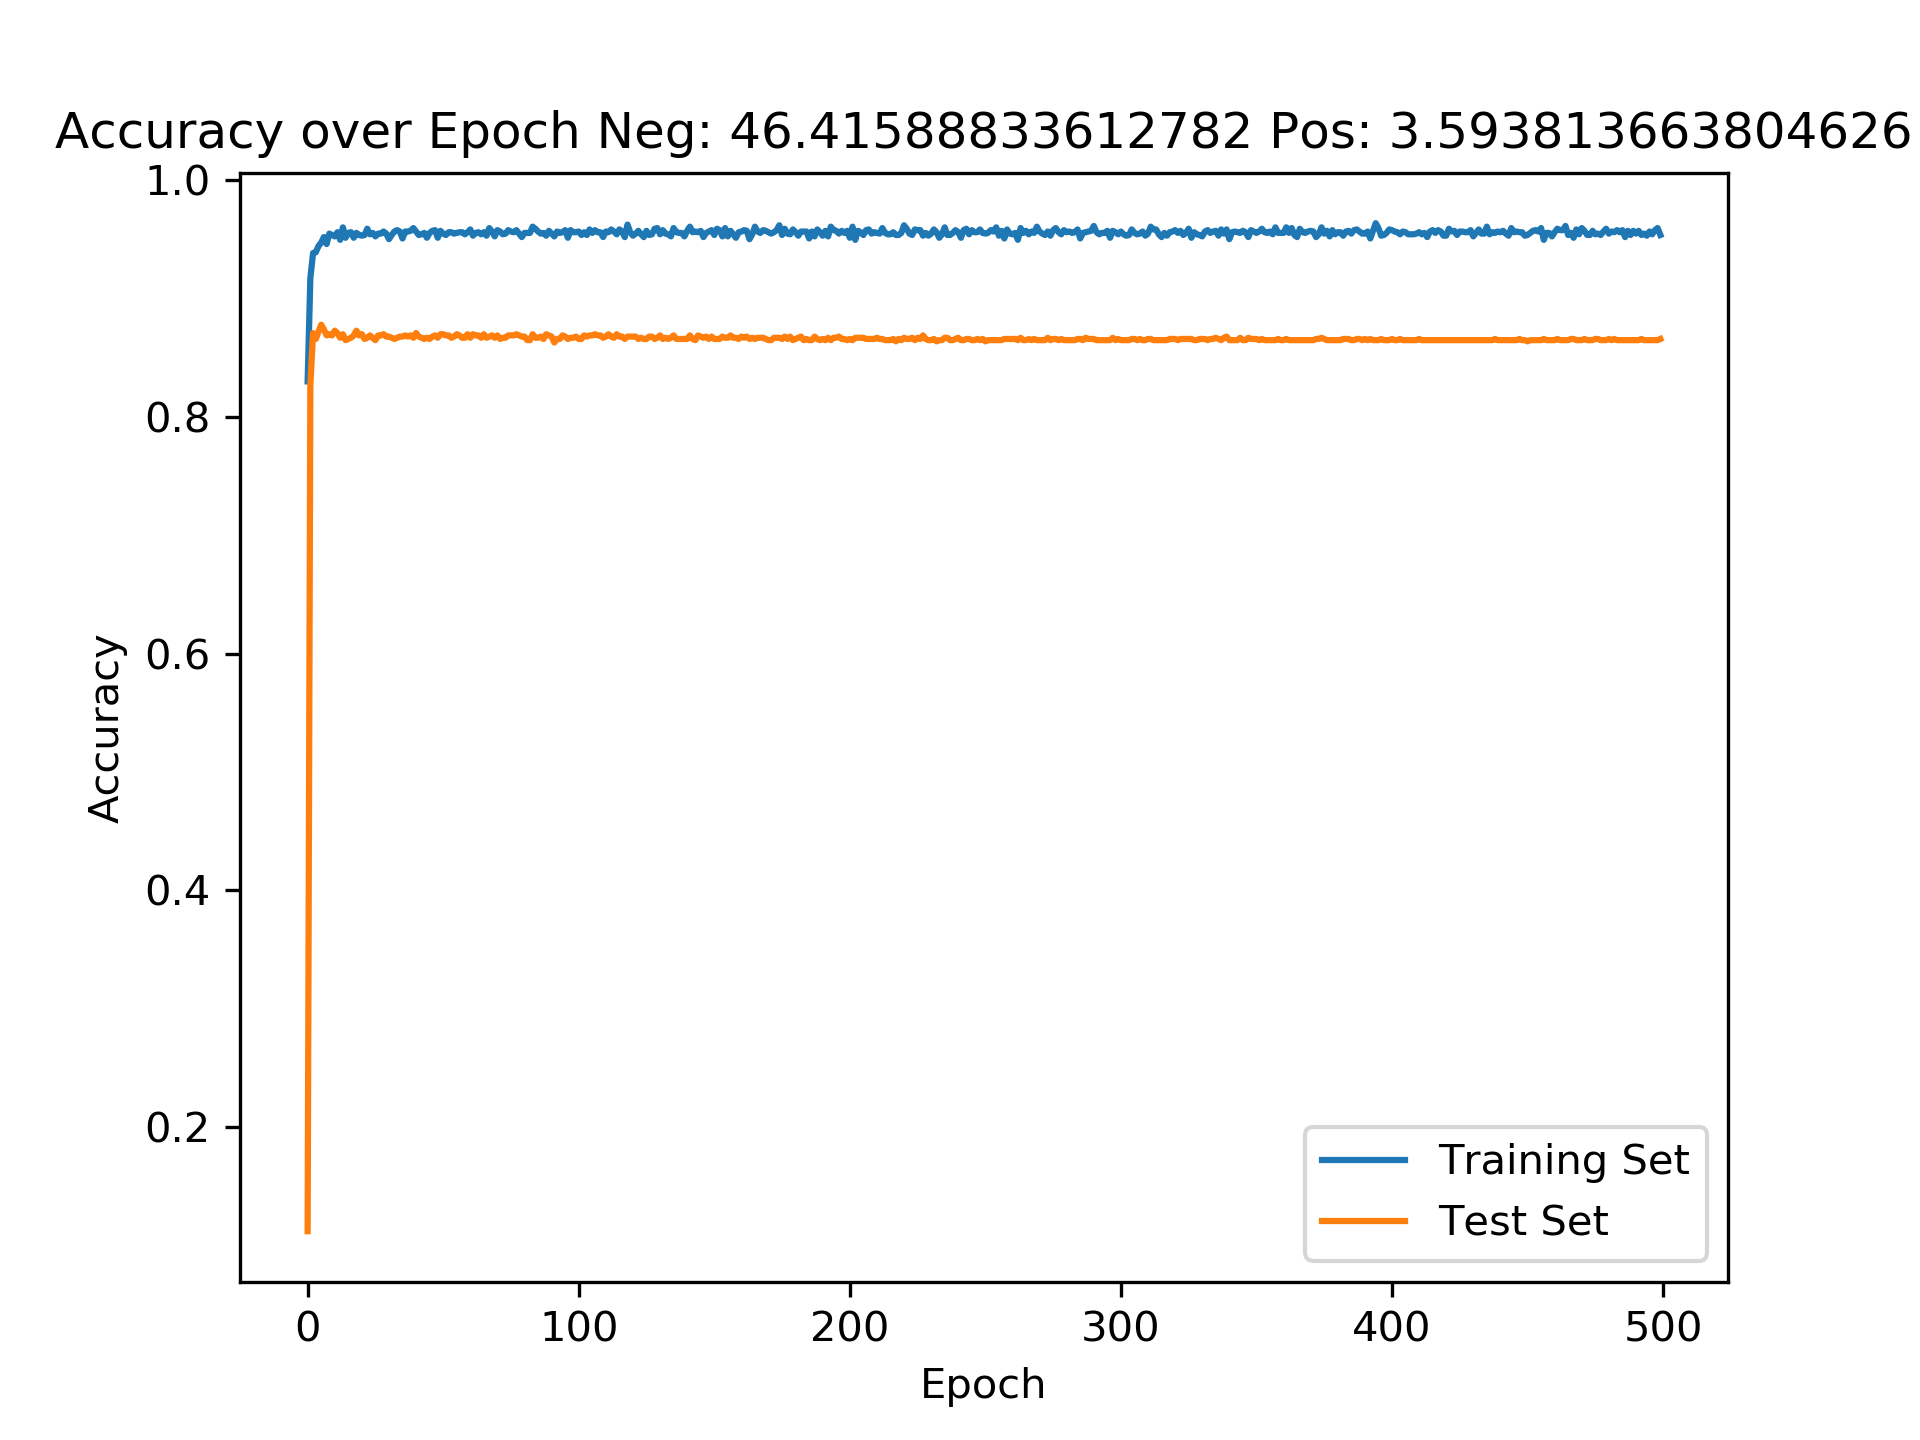 Accuracy over Epoch Neg: 46.41588833612782 Pos: 3.593813663804626
1.0
0.8
0.6
0.4
0.2
Accuracy
Training Set
Test Set
0 100 200 300 400 500
Epoch